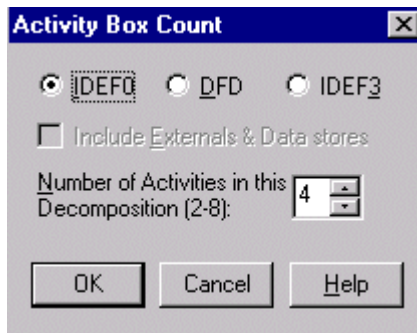 Activity Box Count
IDEF0 DFD IDEF3
Include Externals & Data stores
Number of Activities in this
Decomposition (2-8):
4
OK Cancel Help